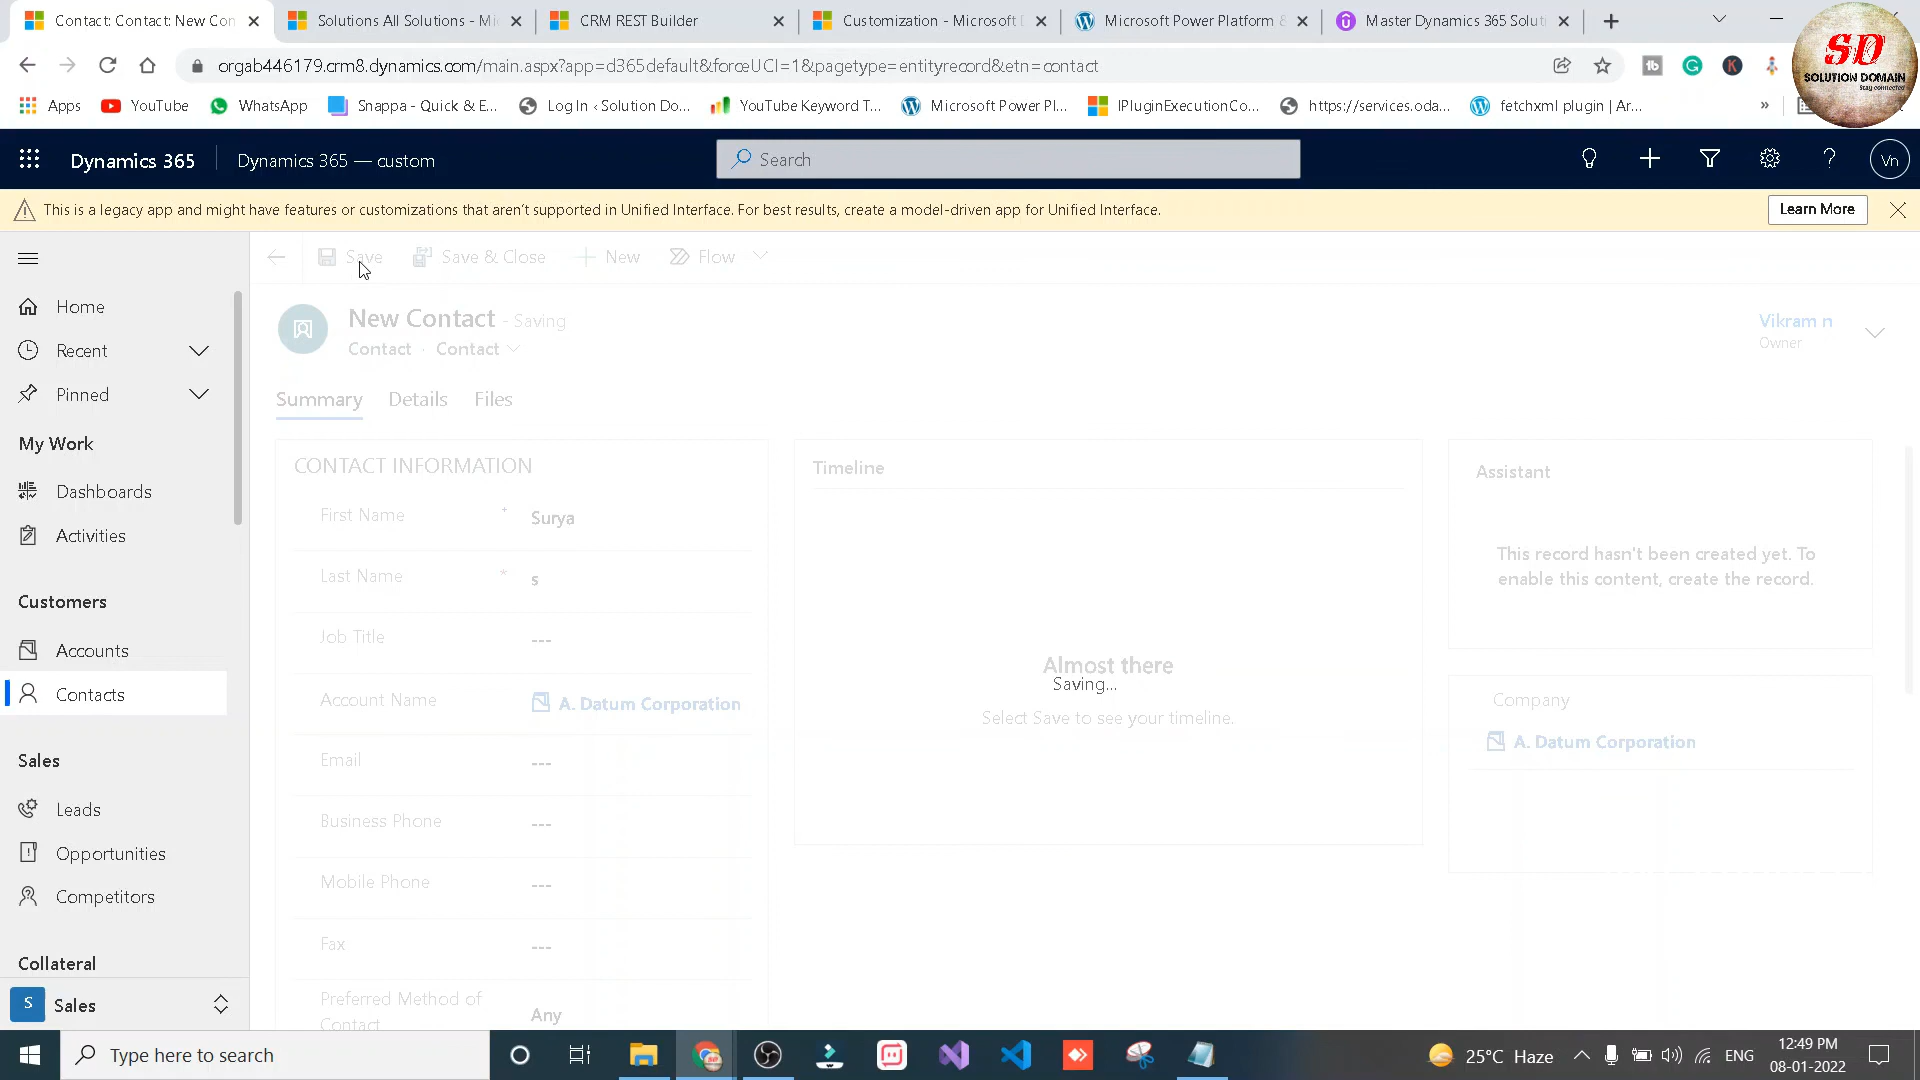 Contact: Contact: New Con
Solutions All Solutions - Mi
CRM REST Builder
Customization - Microsoft D
Microsoft Power Platform &
Master Dynamics 365 Soluti
orgab446179.crm8.dynamics.com/main.aspx?app=d365default&forceUCI=1&pagetype=entityrecord&etn=contact
SD
SOLUTION DOMAIN
Stay connected
Apps
YouTube
WhatsApp
Snappa - Quick & E...
Log In ‹ Solution Do...
YouTube Keyword T...
Microsoft Power Pl...
IPluginExecutionCo...
https://services.oda...
fetchxml plugin | Ar...
»
Dynamics 365
Dynamics 365 — custom
Search
Vn
This is a legacy app and might have features or customizations that aren't supported in Unified Interface. For best results, create a model-driven app for Unified Interface.
Learn More
Save
Save & Close
New
Flow
Home
Recent
Pinned
My Work
Dashboards
Activities
Customers
Accounts
Contacts
Sales
Leads
Opportunities
Competitors
Collateral
S Sales
New Contact - Saving
Contact · Contact
Vikram n
Owner
Summary
Details
Files
CONTACT INFORMATION
First Name + Surya
Last Name * s
Job Title ---
Account Name A. Datum Corporation
Email ---
Business Phone ---
Mobile Phone ---
Fax ---
Preferred Method of
Contact
Any
Timeline
Almost there
Saving...
Select Save to see your timeline.
Assistant
This record hasn't been created yet. To
enable this content, create the record.
Company
A. Datum Corporation
Type here to search
25°C Haze
ENG
12:49 PM
08-01-2022